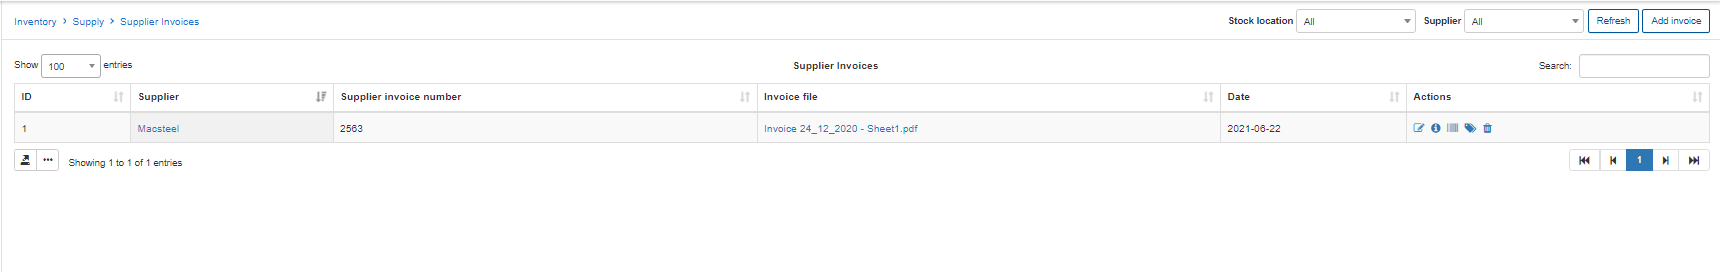 Inventory > Supply > Supplier Invoices Stock location All Supplier All Refresh Add invoice
Show 100 entries Supplier Invoices Search:
ID Supplier Supplier invoice number Invoice file Date Actions
1 Macsteel 2563 Invoice 24_12_2020 - Sheet1.pdf 2021-06-22
Showing 1 to 1 of 1 entries 1